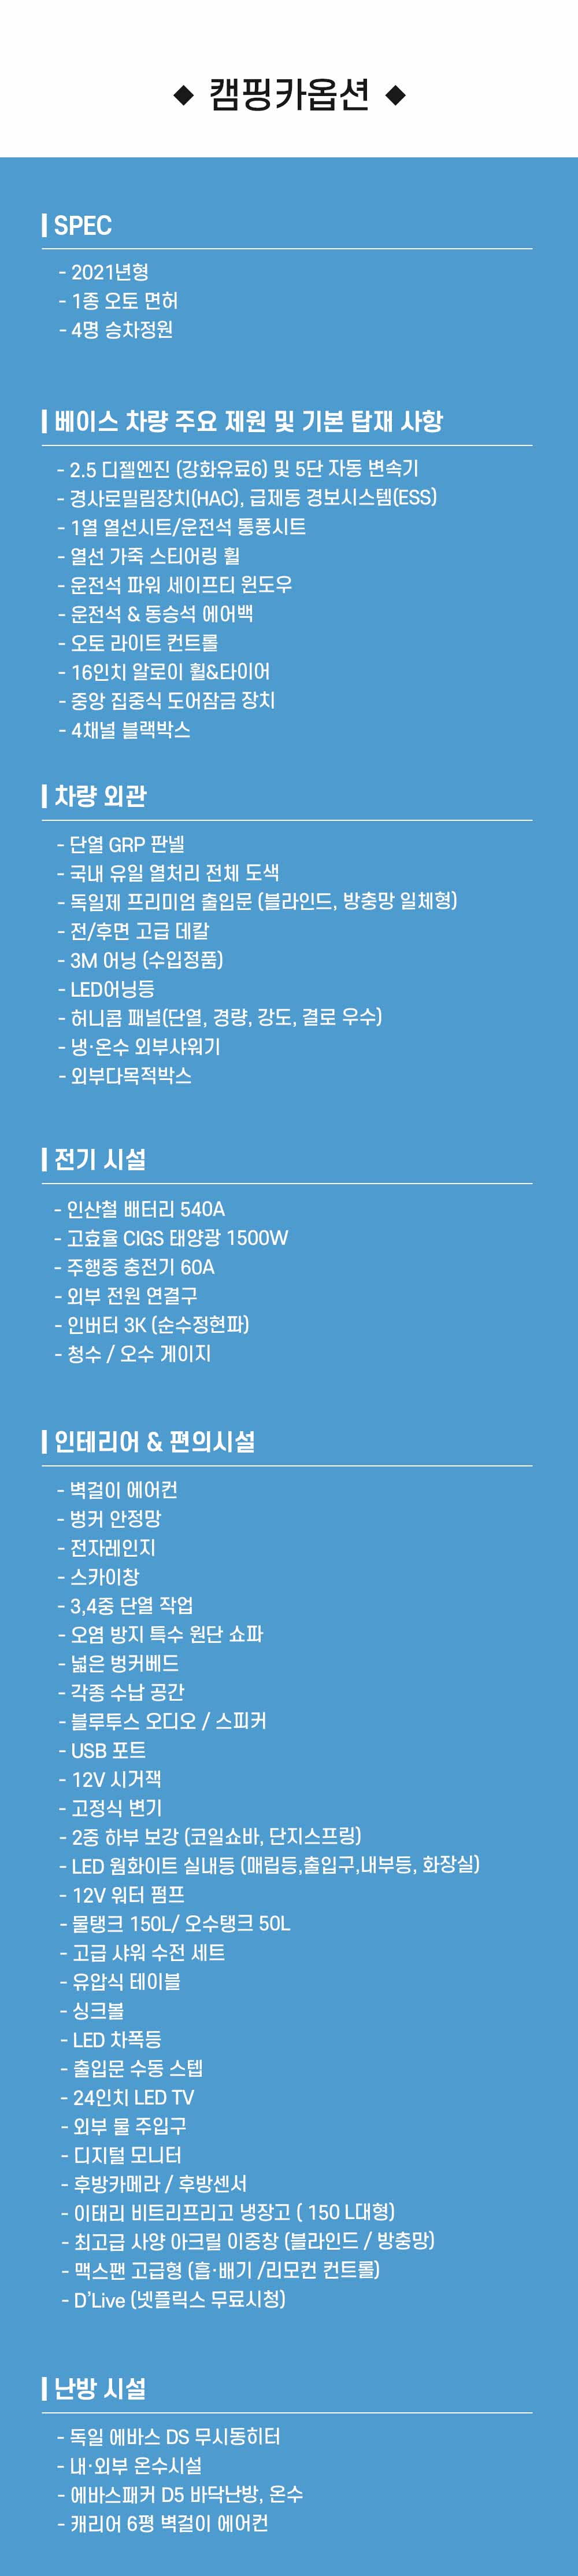 ◆ 캠핑카옵션 ◆
SPEC
- 2021년형
- 1종 오토 면허
- 4명 승차정원
베이스 차량 주요 제원 및 기본 탑재 사항
- 2.5 디젤엔진 (강화유료6) 및 5단 자동 변속기
- 경사로밀림장치(HAC), 급제동 경보시스템(ESS)
- 1열 열선시트/운전석 통풍시트
- 열선 가죽 스티어링 휠
- 운전석 파워 세이프티 윈도우
- 운전석 & 동승석 에어백
- 오토 라이트 컨트롤
- 16인치 알로이 휠&타이어
- 중앙 집중식 도어잠금 장치
- 4채널 블랙박스
차량 외관
- 단열 GRP 판넬
- 국내 유일 열처리 전체 도색
- 독일제 프리미엄 출입문 (블라인드, 방충망 일체형)
- 전/후면 고급 데칼
- 3M 어닝 (수입정품)
- LED어닝등
- 허니콤 패널(단열, 경량, 강도, 결로 우수)
- 냉·온수 외부샤워기
- 외부다목적박스
전기 시설
- 인산철 배터리 540A
- 고효율 CIGS 태양광 1500W
- 주행중 충전기 60A
- 외부 전원 연결구
- 인버터 3K (순수정현파)
- 청수 / 오수 게이지
인테리어 & 편의시설
- 벽걸이 에어컨
- 벙커 안정망
- 전자레인지
- 스카이창
- 3,4중 단열 작업
- 오염 방지 특수 원단 쇼파
- 넓은 벙커베드
- 각종 수납 공간
- 블루투스 오디오 / 스피커
- USB 포트
- 12V 시거잭
- 고정식 변기
- 2중 하부 보강 (코일쇼바, 단지스프링)
- LED 웜화이트 실내등 (매립등,출입구,내부등, 화장실)
- 12V 워터 펌프
- 물탱크 150L/ 오수탱크 50L
- 고급 샤워 수전 세트
- 유압식 테이블
- 싱크볼
- LED 차폭등
- 출입문 수동 스텝
- 24인치 LED TV
- 외부 물 주입구
- 디지털 모니터
- 후방카메라 / 후방센서
- 이태리 비트리프리고 냉장고 ( 150 L대형)
- 최고급 사양 아크릴 이중창 (블라인드 / 방충망)
- 맥스팬 고급형 (흡·배기 /리모컨 컨트롤)
- D’Live (넷플릭스 무료시청)
난방 시설
- 독일 에바스 DS 무시동히터
- 내·외부 온수시설
- 에바스패커 D5 바닥난방, 온수
- 캐리어 6평 벽걸이 에어컨